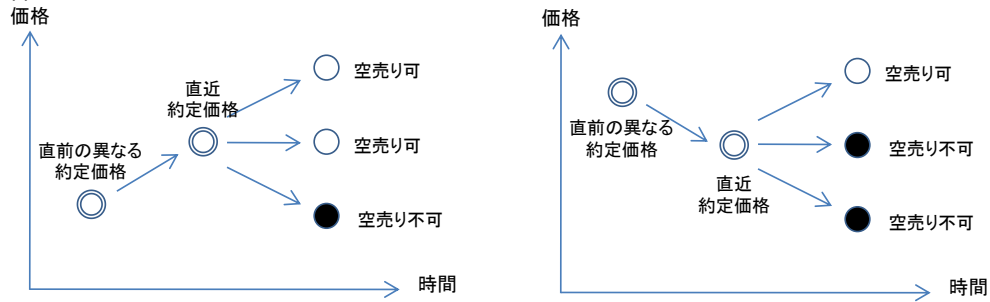 価格
空売り可
直近
約定価格
空売り可
直前の異なる
約定価格
空売り不可
時間
価格
空売り可
直前の異なる
約定価格
空売り不可
直近
約定価格
空売り不可
時間